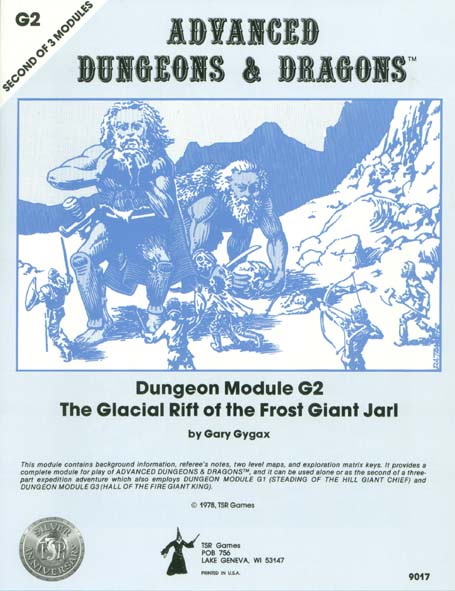 G2
SECOND OF 3 MODULES
ADVANCED
DUNGEONS & DRAGONS™
Dungeon Module G2
The Glacial Rift of the Frost Giant Jarl
by Gary Gygax
This module contains background information, referee's notes, two level maps, and exploration matrix keys. It provides a
complete module for play of ADVANCED DUNGEONS & DRAGONS™, and it can be used alone or as the second of a three-
part expedition adventure which also employs DUNGEON MODULE G1 (STEADING OF THE HILL GIANT CHIEF) and
DUNGEON MODULE G3 (HALL OF THE FIRE GIANT KING).
© 1978, TSR Games
SILVER
TSR
ANNIVERSARY
TSR Games
POB 756
LAKE GENEVA, WI 53147
PRINTED IN U.S.A.
9017